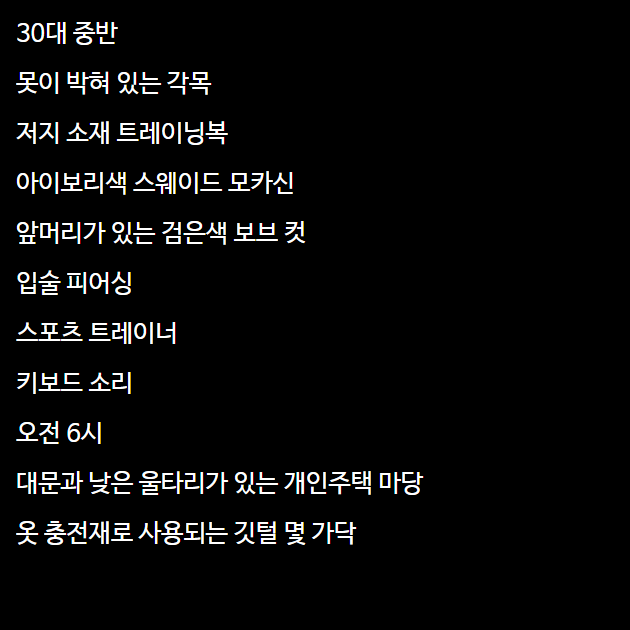 30대 중반
못이 박혀 있는 각목
저지 소재 트레이닝복
아이보리색 스웨이드 모카신
앞머리가 있는 검은색 보브 컷
입술 피어싱
스포츠 트레이너
키보드 소리
오전 6시
대문과 낮은 울타리가 있는 개인주택 마당
옷 충전재로 사용되는 깃털 몇 가닥